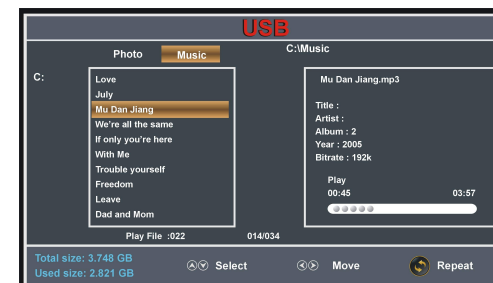 USB
Photo Music C:\Music
C:
Love
July
Mu Dan Jiang
We're all the same
If only you're here
With Me
Trouble yourself
Freedom
Leave
Dad and Mom
Mu Dan Jiang.mp3
Title :
Artist :
Album : 2
Year : 2005
Bitrate : 192k
Play
00:45 03:57
Play File :022 014/034
Total size: 3.748 GB
Used size: 2.821 GB
Select Move Repeat